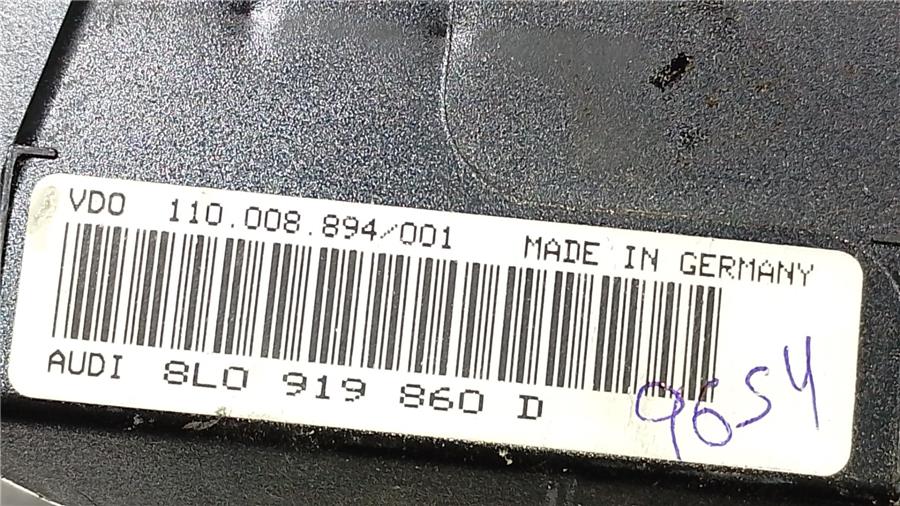 VDO 110.008.894/001 MADE IN GERMANY
AUDI 8L0 919 860 D
9654